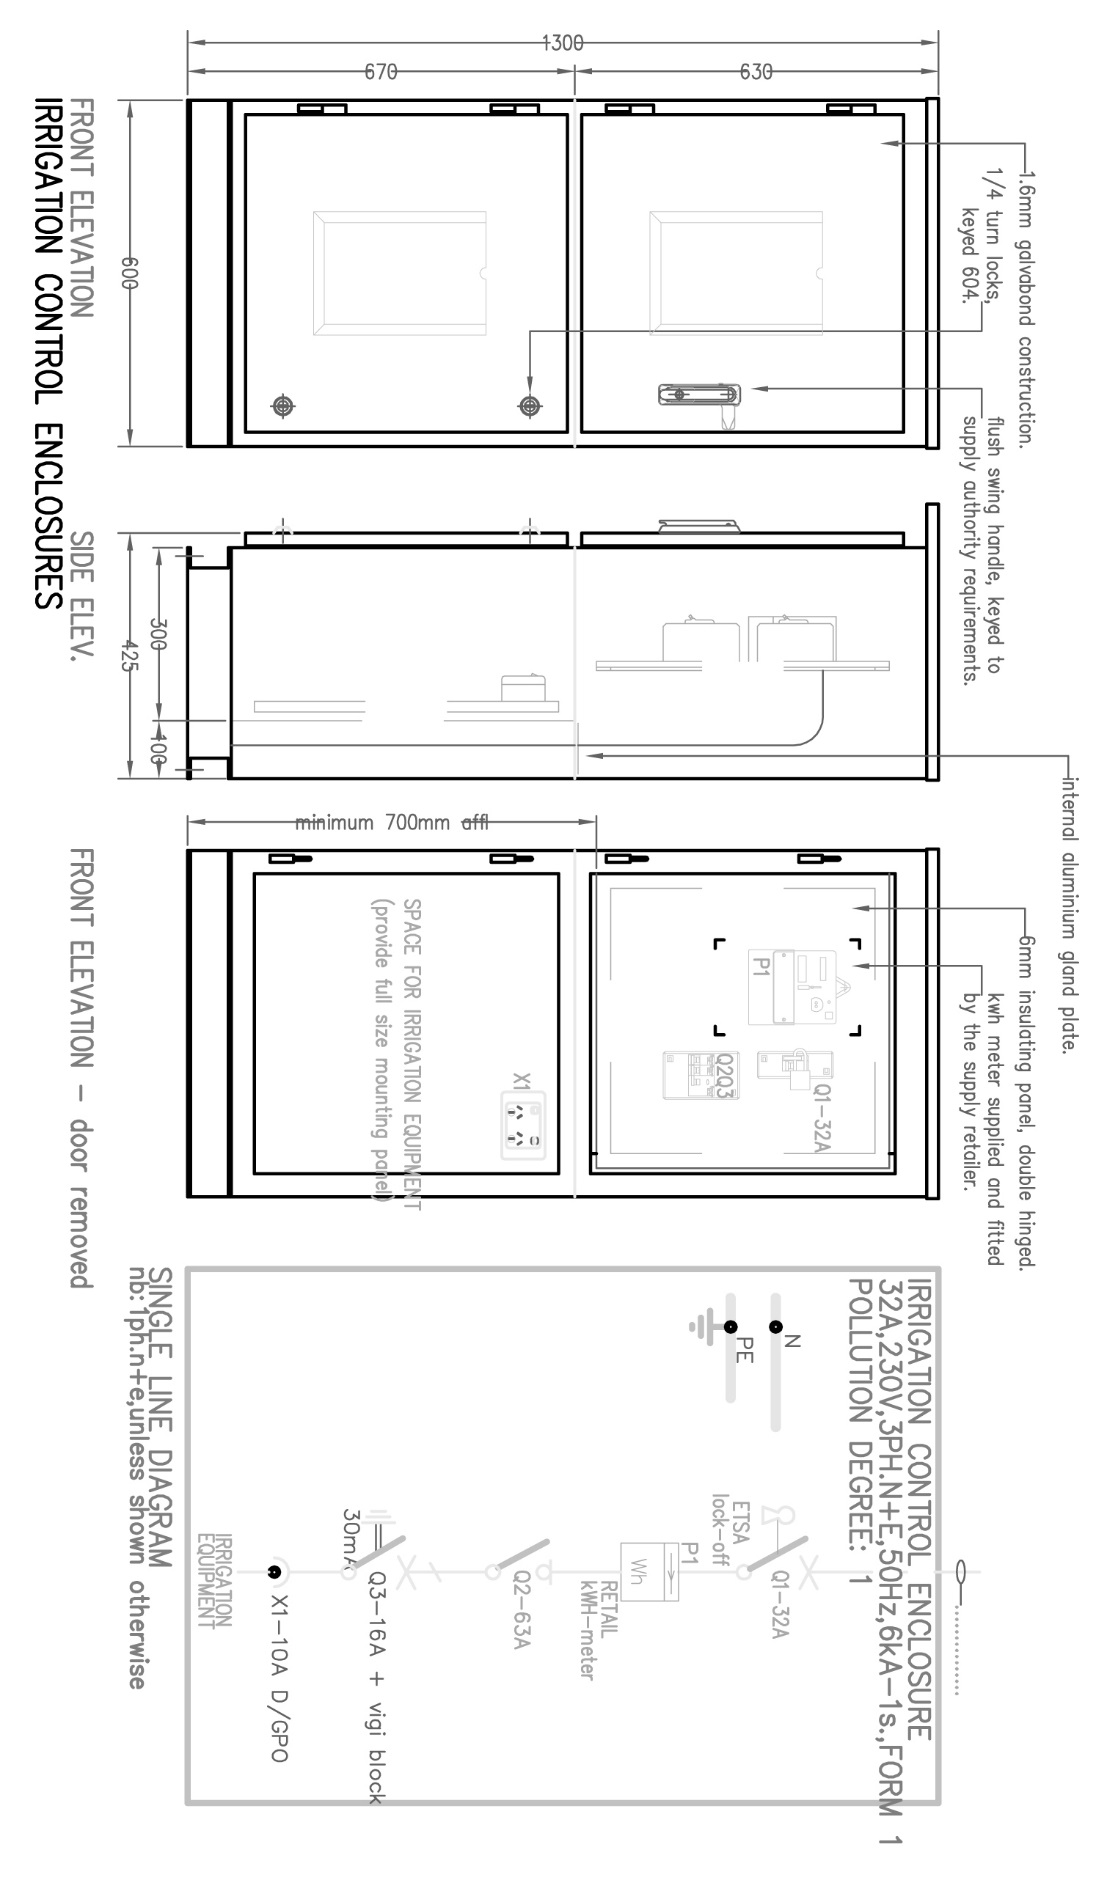 1.6mm galvabond construction.
1/4 turn locks,
keyed 604.
flush swing handle, keyed to
supply authority requirements.
internal aluminium gland plate.
6mm insulating panel, double hinged.
kwh meter supplied and fitted
by the supply retailer.
1300
670
630
600
FRONT ELEVATION
IRRIGATION CONTROL ENCLOSURES
300
100
425
SIDE ELEV.
minimum 700mm affl
P1
Q2Q3
Q1-32A
X1
SPACE FOR IRRIGATION EQUIPMENT
(provide full size mounting panel)
FRONT ELEVATION - door removed
IRRIGATION CONTROL ENCLOSURE
32A,230V,3PH.N+E,50Hz,6kA-1s.,FORM 1
POLLUTION DEGREE: 1
N
PE
Q1-32A
ETSA
lock-off
P1
Wh
RETAIL
kWH-meter
Q2-63A
Q3-16A + vigi block
30mA
X1-10A D/GPO
IRRIGATION
EQUIPMENT
SINGLE LINE DIAGRAM
nb: 1ph.n+e,unless shown otherwise